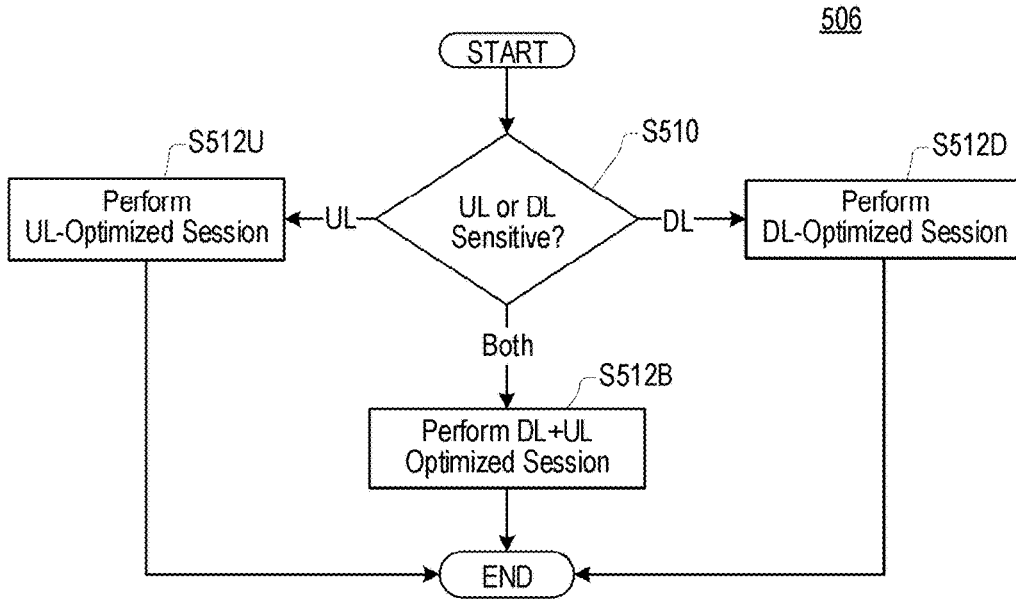 506
START
S512U
S510
S512D
Perform
UL-Optimized Session
UL
UL or DL
Sensitive?
DL
Perform
DL-Optimized Session
Both
S512B
Perform DL+UL
Optimized Session
END